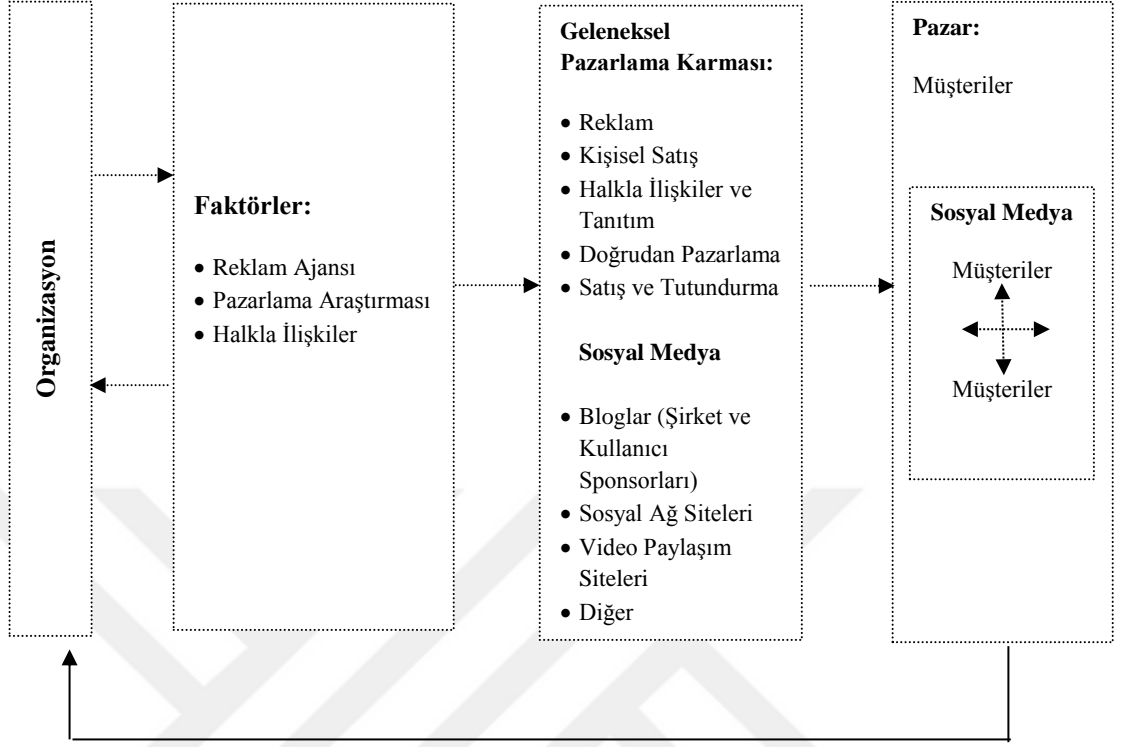 Organizasyon
Faktörler:
• Reklam Ajansı
• Pazarlama Araştırması
• Halkla İlişkiler
Geleneksel
Pazarlama Karması:
• Reklam
• Kişisel Satış
• Halkla İlişkiler ve
Tanıtım
• Doğrudan Pazarlama
• Satış ve Tutundurma
Sosyal Medya
• Bloglar (Şirket ve
Kullanıcı
Sponsorları)
• Sosyal Ağ Siteleri
• Video Paylaşım
Siteleri
• Diğer
Pazar:
Müşteriler
Sosyal Medya
Müşteriler
Müşteriler